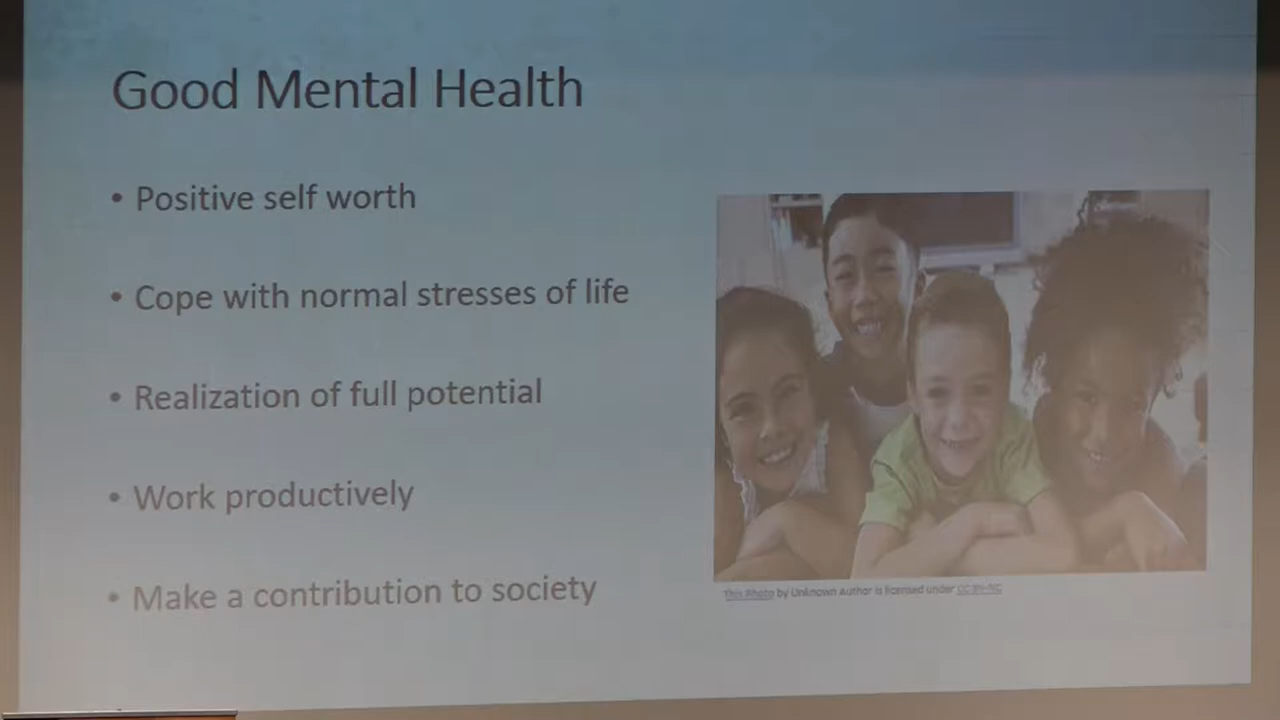 Good Mental Health
• Positive self worth
• Cope with normal stresses of life
• Realization of full potential
• Work productively
• Make a contribution to society
This Photo by Unknown Author is licensed under CC BY-NC